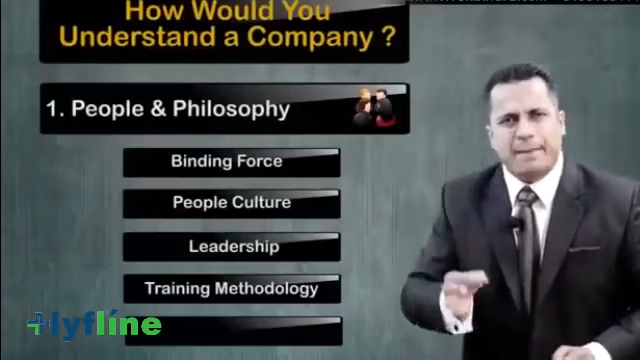 How Would You
Understand a Company ?
1. People & Philosophy
Binding Force
People Culture
Leadership
Training Methodology
lyfline